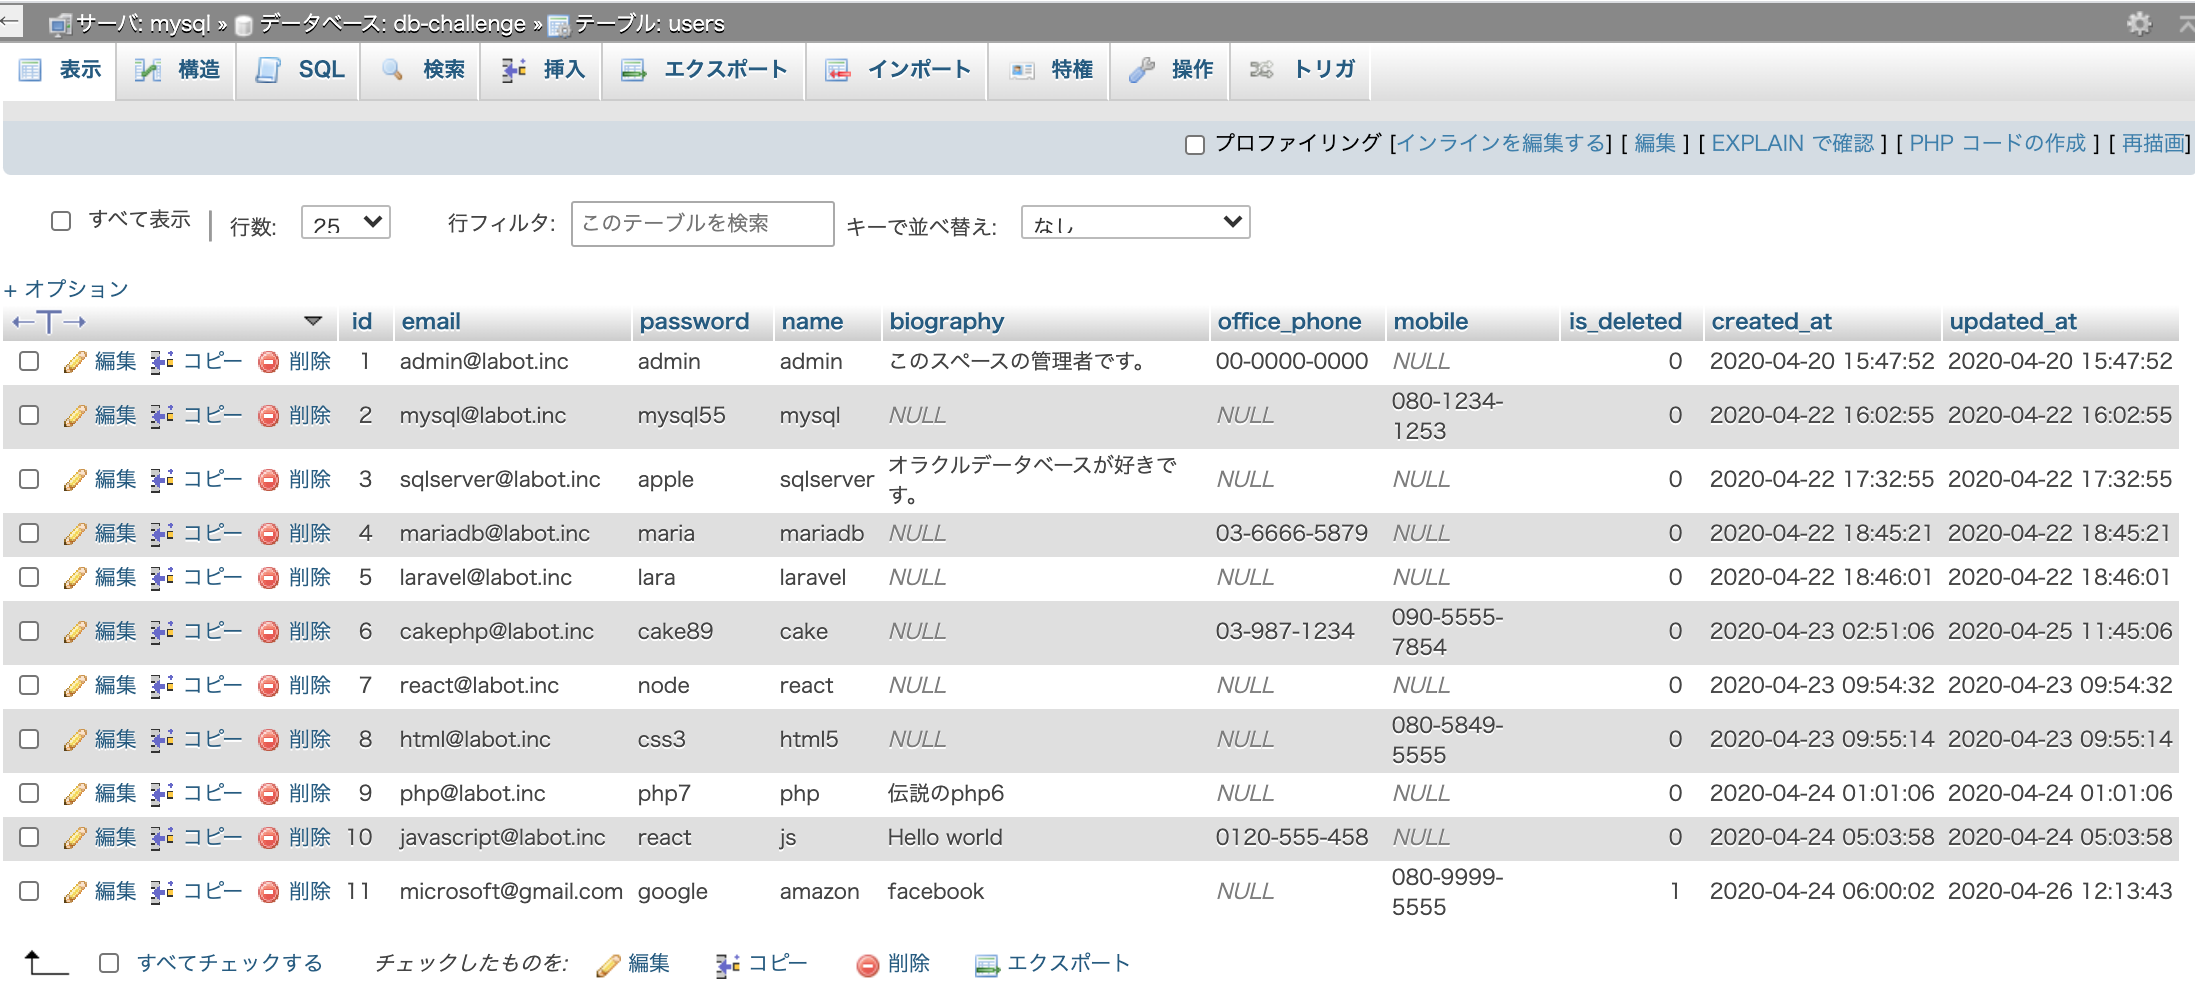 サーバ: mysql » データベース: db-challenge » テーブル: users
表示 構造 SQL 検索 挿入 エクスポート インポート 特権 操作 トリガ
プロファイリング [インラインを編集する] [ 編集 ] [ EXPLAIN で確認 ] [ PHP コードの作成 ] [ 再描画]
すべて表示 | 行数: 25 行フィルタ: このテーブルを検索 キーで並べ替え: なし
+ オプション
←T→ id email password name biography office_phone mobile is_deleted created_at updated_at
編集 コピー 削除 1 admin@labot.inc admin admin このスペースの管理者です。 00-0000-0000 NULL 0 2020-04-20 15:47:52 2020-04-20 15:47:52
編集 コピー 削除 2 mysql@labot.inc mysql55 mysql NULL NULL 080-1234-1253 0 2020-04-22 16:02:55 2020-04-22 16:02:55
編集 コピー 削除 3 sqlserver@labot.inc apple sqlserver オラクルデータベースが好きです。 NULL NULL 0 2020-04-22 17:32:55 2020-04-22 17:32:55
編集 コピー 削除 4 mariadb@labot.inc maria mariadb NULL 03-6666-5879 NULL 0 2020-04-22 18:45:21 2020-04-22 18:45:21
編集 コピー 削除 5 laravel@labot.inc lara laravel NULL NULL NULL 0 2020-04-22 18:46:01 2020-04-22 18:46:01
編集 コピー 削除 6 cakephp@labot.inc cake89 cake NULL 03-987-1234 090-5555-7854 0 2020-04-23 02:51:06 2020-04-25 11:45:06
編集 コピー 削除 7 react@labot.inc node react NULL NULL NULL 0 2020-04-23 09:54:32 2020-04-23 09:54:32
編集 コピー 削除 8 html@labot.inc css3 html5 NULL NULL 080-5849-5555 0 2020-04-23 09:55:14 2020-04-23 09:55:14
編集 コピー 削除 9 php@labot.inc php7 php 伝説のphp6 NULL NULL 0 2020-04-24 01:01:06 2020-04-24 01:01:06
編集 コピー 削除 10 javascript@labot.inc react js Hello world 0120-555-458 NULL 0 2020-04-24 05:03:58 2020-04-24 05:03:58
編集 コピー 削除 11 microsoft@gmail.com google amazon facebook NULL 080-9999-5555 1 2020-04-24 06:00:02 2020-04-26 12:13:43
すべてチェックする チェックしたものを: 編集 コピー 削除 エクスポート